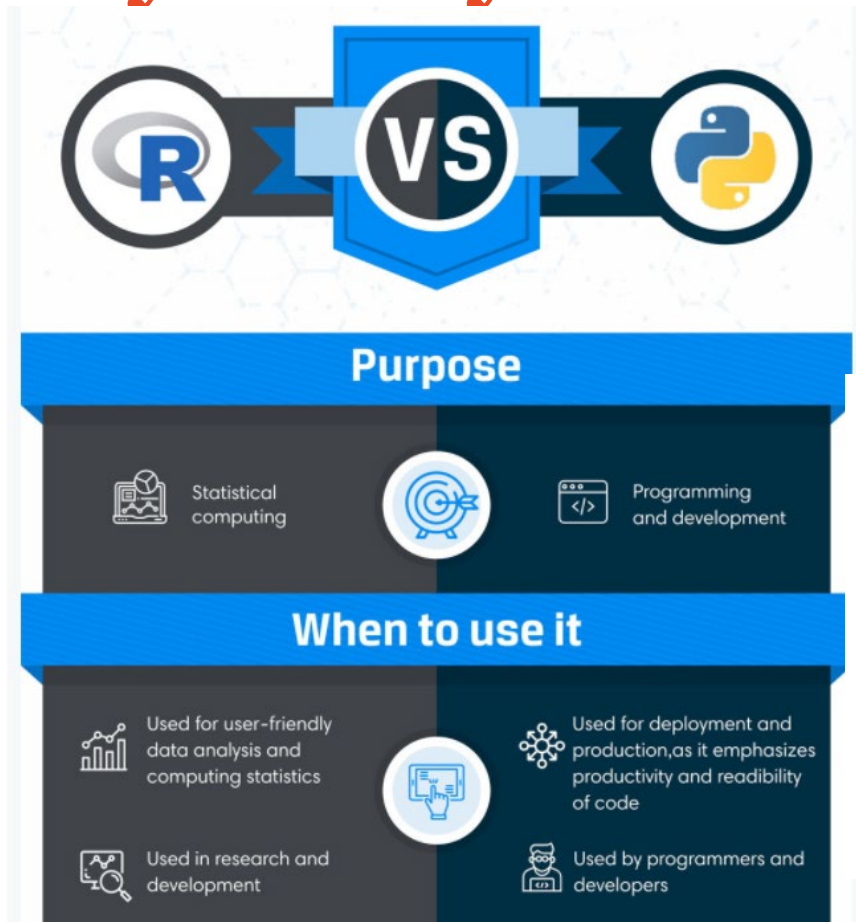 R
VS
Purpose
Statistical
computing
Programming
and development
When to use it
Used for user-friendly
data analysis and
computing statistics
Used for deployment and
production,as it emphasizes
productivity and readibility
of code
Used in research and
development
Used by programmers and
developers